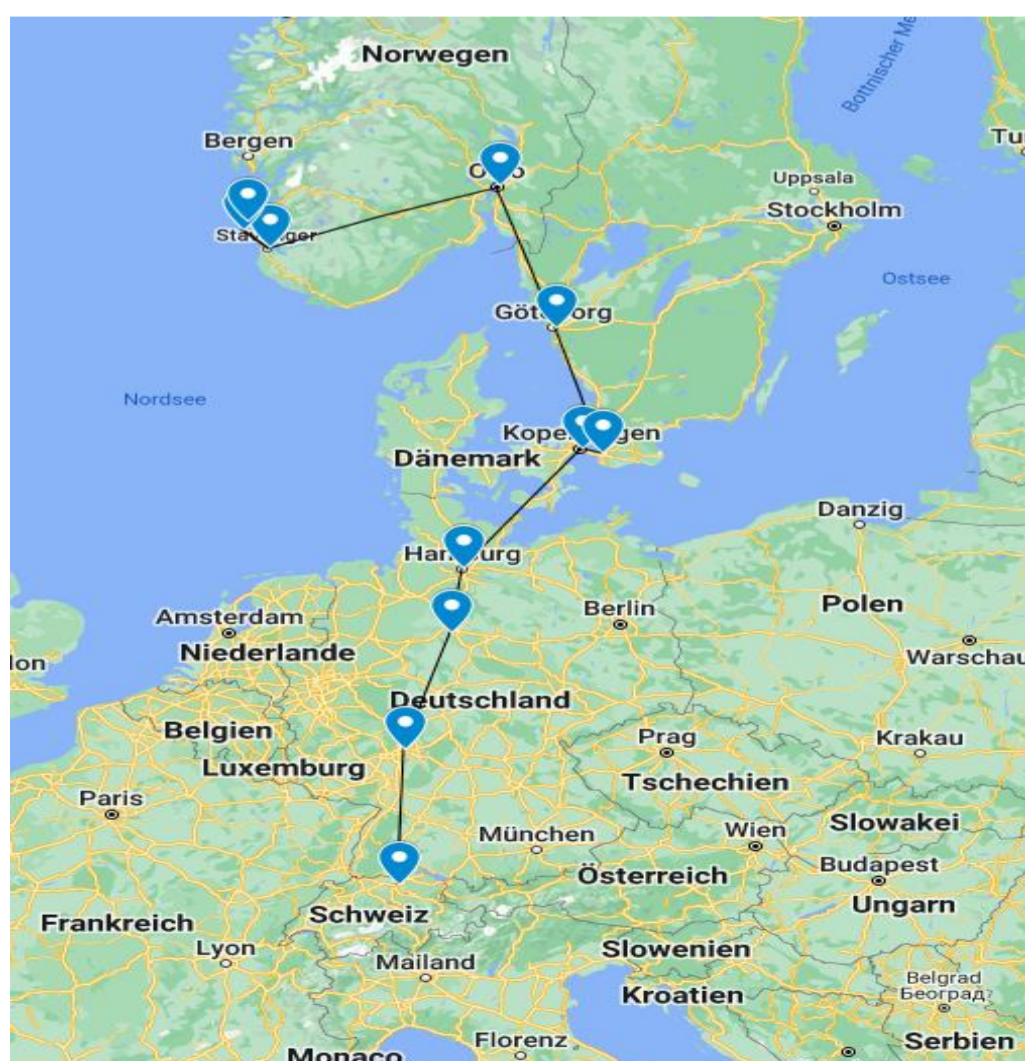 Norwegen
Bottnischer Me
Bergen
Tu
Uppsala
Stockholm
Ostsee
Nordsee
Dänemark
Danzig
Amsterdam
Berlin
Polen
lon
Niederlande
Warschau
Deutschland
Belgien
Prag
Krakau
Luxemburg
Tschechien
Paris
München
Wien
Slowakei
Budapest
Österreich
Ungarn
Schweiz
Frankreich
Lyon
Mailand
Slowenien
Belgrad
Београд
Kroatien
Serbien
Florenz
Monaco